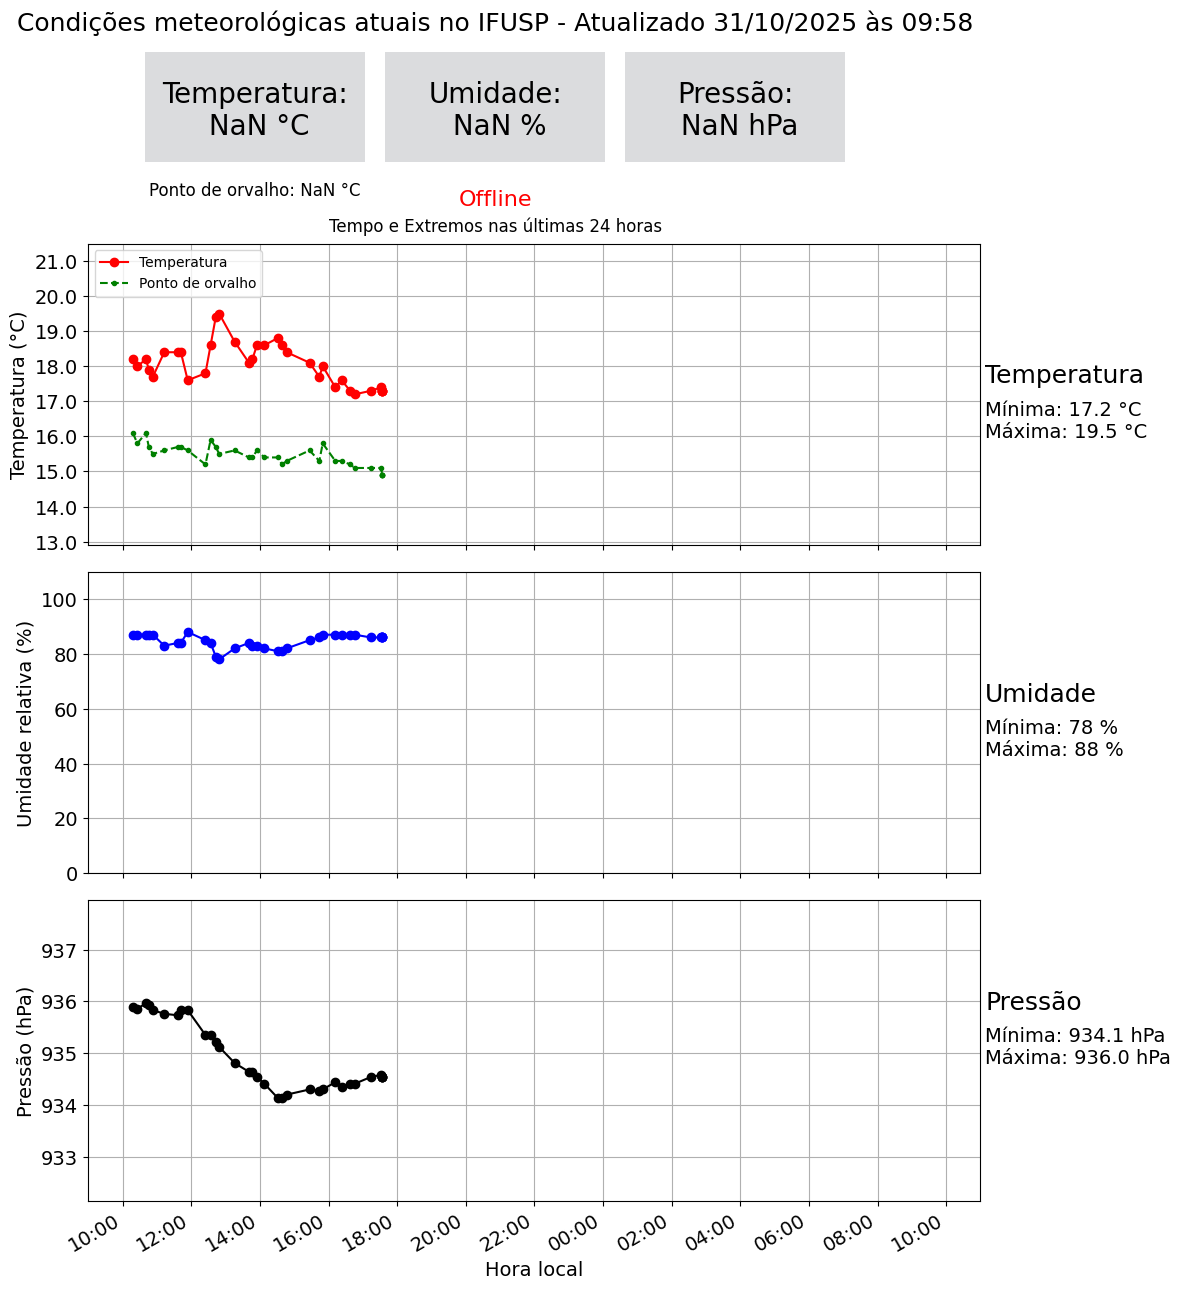 Condições meteorológicas atuais no IFUSP - Atualizado 31/10/2025 às 09:58
Temperatura:
NaN °C
Umidade:
NaN %
Pressão:
NaN hPa
Ponto de orvalho: NaN °C
Offline
Tempo e Extremos nas últimas 24 horas
Temperatura
Ponto de orvalho
Temperatura (°C)
21.0
20.0
19.0
18.0
17.0
16.0
15.0
14.0
13.0
Temperatura
Mínima: 17.2 °C
Máxima: 19.5 °C
Umidade relativa (%)
100
80
60
40
20
0
Umidade
Mínima: 78 %
Máxima: 88 %
Pressão (hPa)
937
936
935
934
933
Pressão
Mínima: 934.1 hPa
Máxima: 936.0 hPa
10:00
12:00
14:00
16:00
18:00
20:00
22:00
00:00
02:00
04:00
06:00
08:00
10:00
Hora local